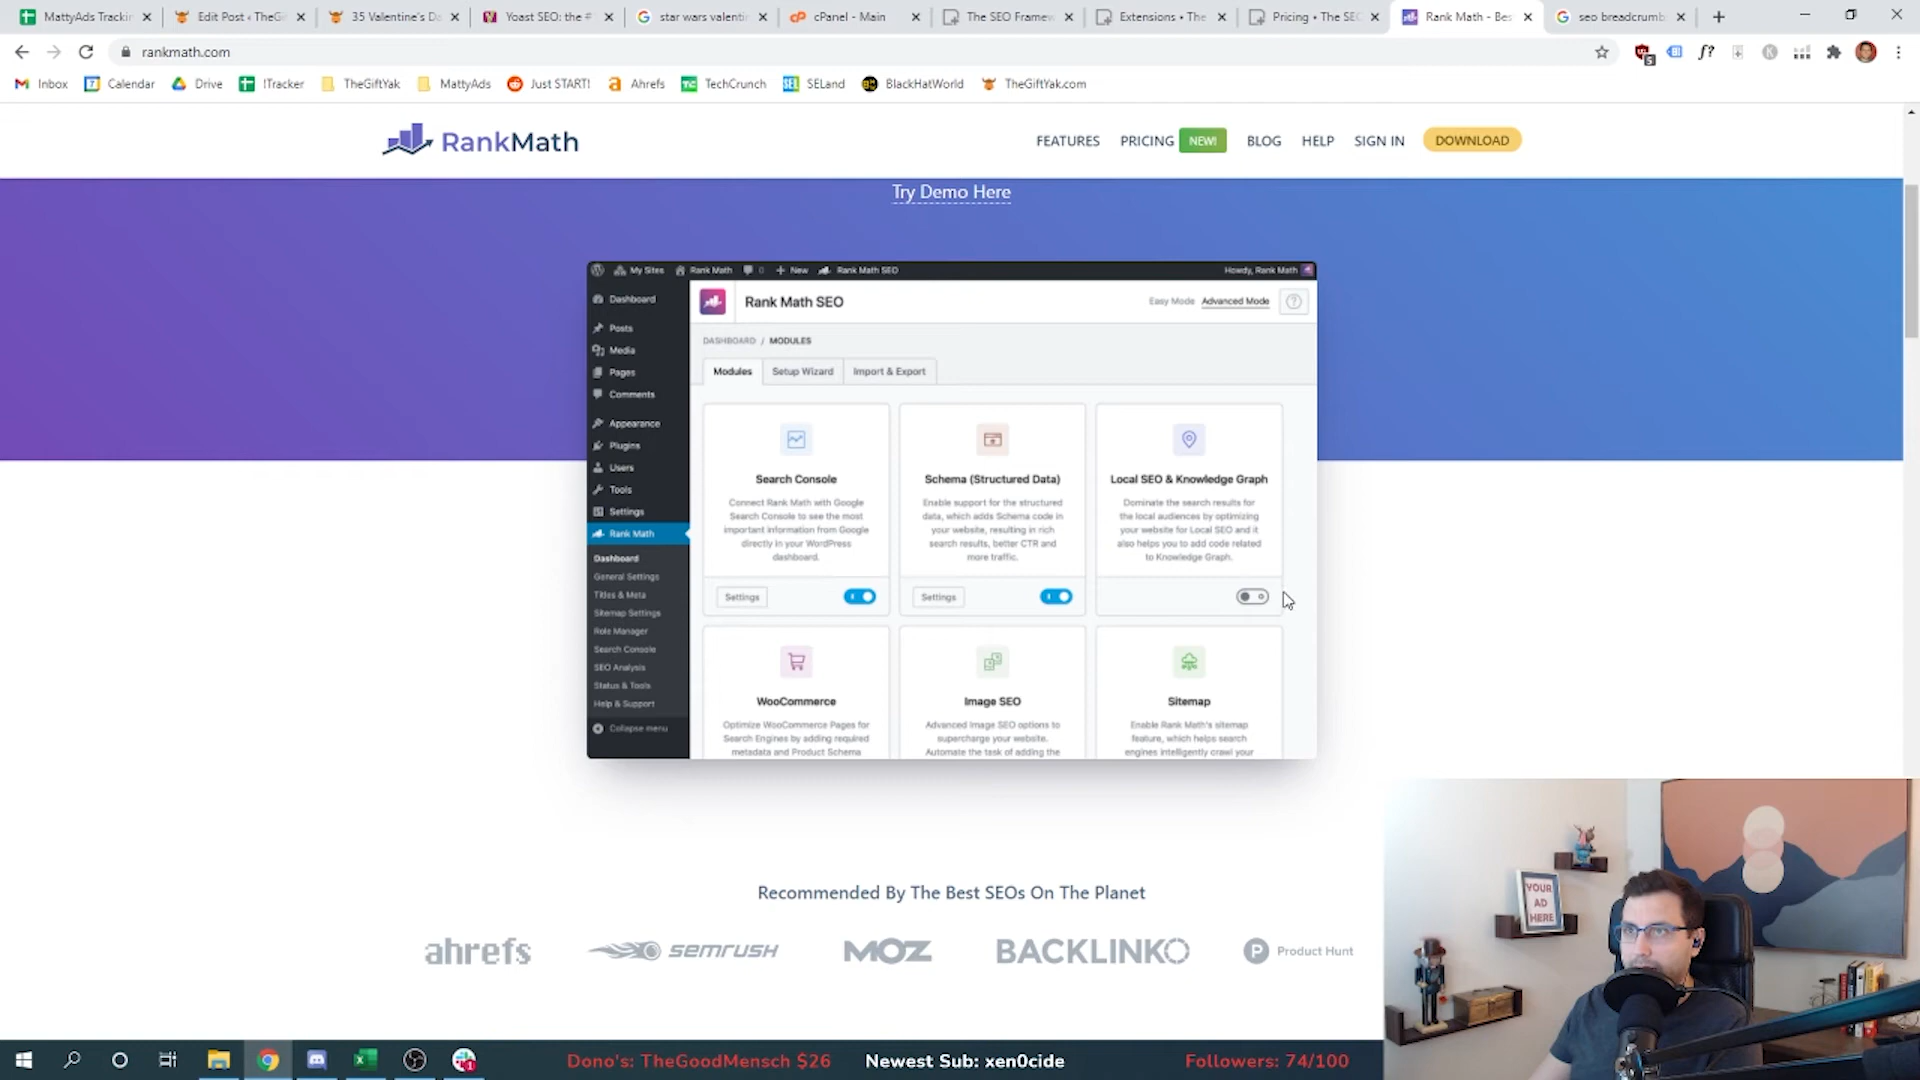 MattyAds Trackin
Edit Post ‹ TheGi
35 Valentine's Da
Yoast SEO: the #
star wars valentin
cPanel - Main
The SEO Framew
Extensions • The
Pricing • The SEO
Rank Math - Bes
seo breadcrumb
rankmath.com
Inbox
Calendar
Drive
!Tracker
TheGiftYak
MattyAds
Just START!
Ahrefs
TechCrunch
SELand
BlackHatWorld
TheGiftYak.com
RankMath
FEATURES
PRICING
NEW!
BLOG
HELP
SIGN IN
DOWNLOAD
Try Demo Here
My Sites
Rank Math
0
New
Rank Math SEO
Howdy, Rank Math
Dashboard
Posts
Media
Pages
Comments
Appearance
Plugins
Users
Tools
Settings
Rank Math
Dashboard
General Settings
Titles & Meta
Sitemap Settings
Role Manager
Search Console
SEO Analysis
Status & Tools
Help & Support
Collapse menu
Rank Math SEO
Easy Mode
Advanced Mode
DASHBOARD / MODULES
Modules
Setup Wizard
Import & Export
Search Console
Connect Rank Math with Google
Search Console to see the most
important information from Google
directly in your WordPress
dashboard.
Settings
Schema (Structured Data)
Enable support for the structured
data, which adds Schema code in
your website, resulting in rich
search results, better CTR and
more traffic.
Settings
Local SEO & Knowledge Graph
Dominate the search results for
the local audiences by optimizing
your website for Local SEO and it
also helps you to add code related
to Knowledge Graph.
WooCommerce
Optimize WooCommerce Pages for
Search Engines by adding required
metadata and Product Schema
Image SEO
Advanced Image SEO options to
supercharge your website.
Automate the task of adding the
Sitemap
Enable Rank Math's sitemap
feature, which helps search
engines intelligently crawl your
Recommended By The Best SEOs On The Planet
ahrefs
SEMRUSH
MOZ
BACKLINKO
Product Hunt
YOUR
AD
HERE
Dono's: TheGoodMensch $26
Newest Sub: xen0cide
Followers: 74/100